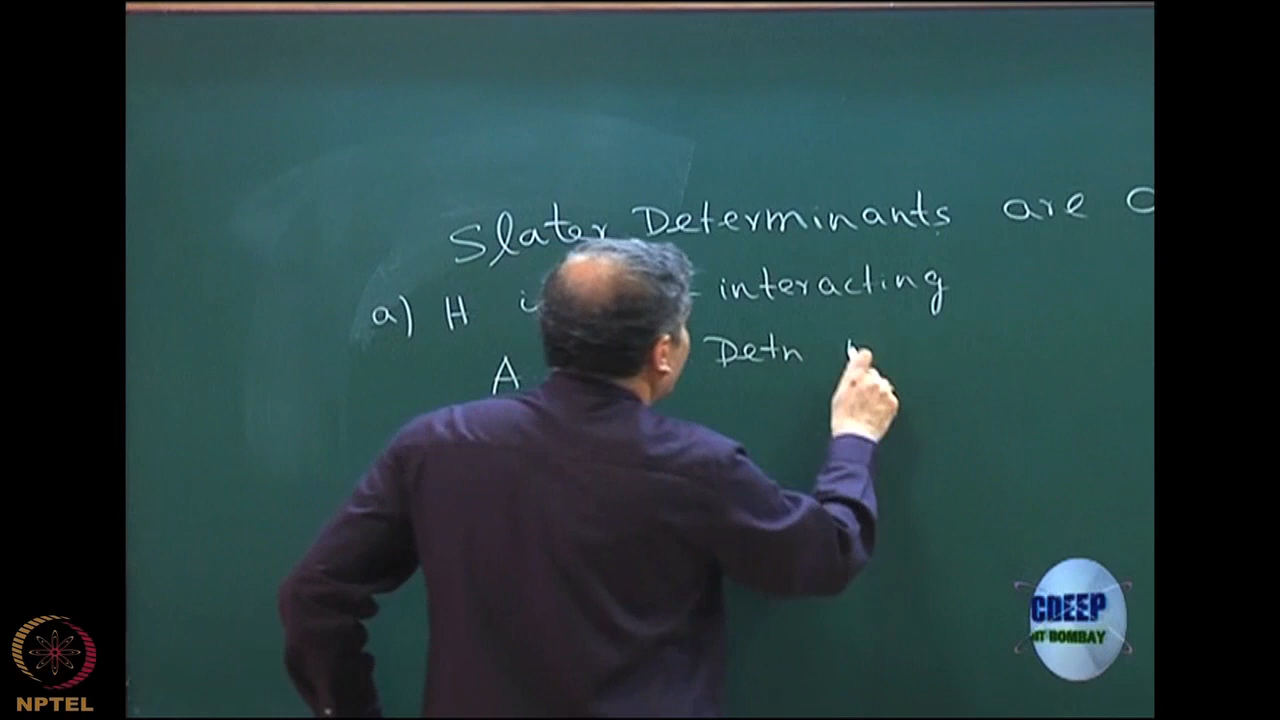 Slater Determinants are
a) H interacting
A Detn
CDEEP
IIT BOMBAY
NPTEL